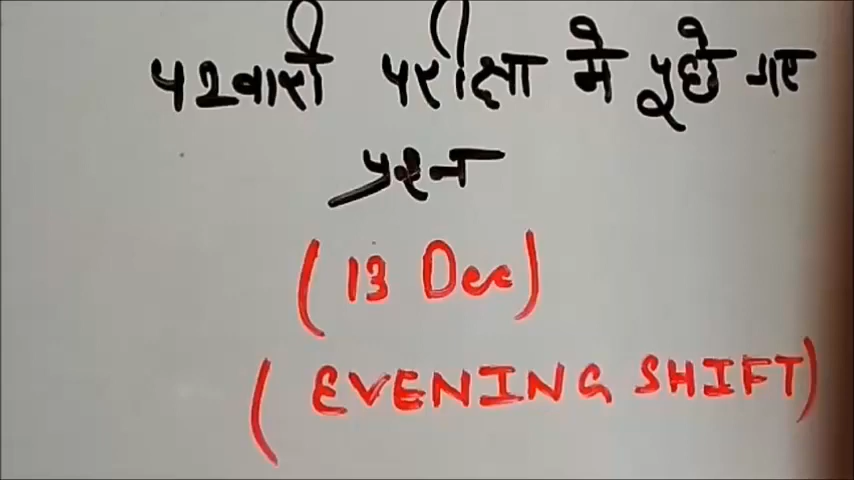 पटवारी परीक्षा मे पूछे गए
प्रश्न
( 13 Dec )
( EVENING SHIFT )